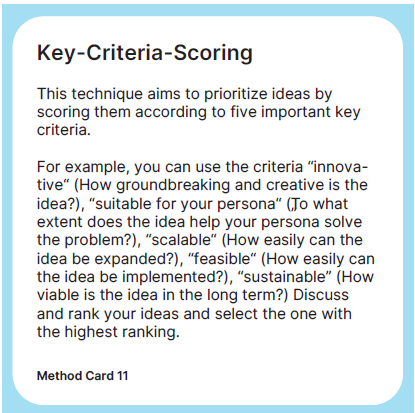 Key-Criteria-Scoring
This technique aims to prioritize ideas by
scoring them according to five important key
criteria.
For example, you can use the criteria “innova-
tive“ (How groundbreaking and creative is the
idea?), “suitable for your persona“ (To what
extent does the idea help your persona solve
the problem?), “scalable“ (How easily can the
idea be expanded?), “feasible“ (How easily can
the idea be implemented?), “sustainable” (How
viable is the idea in the long term?) Discuss
and rank your ideas and select the one with
the highest ranking.
Method Card 11